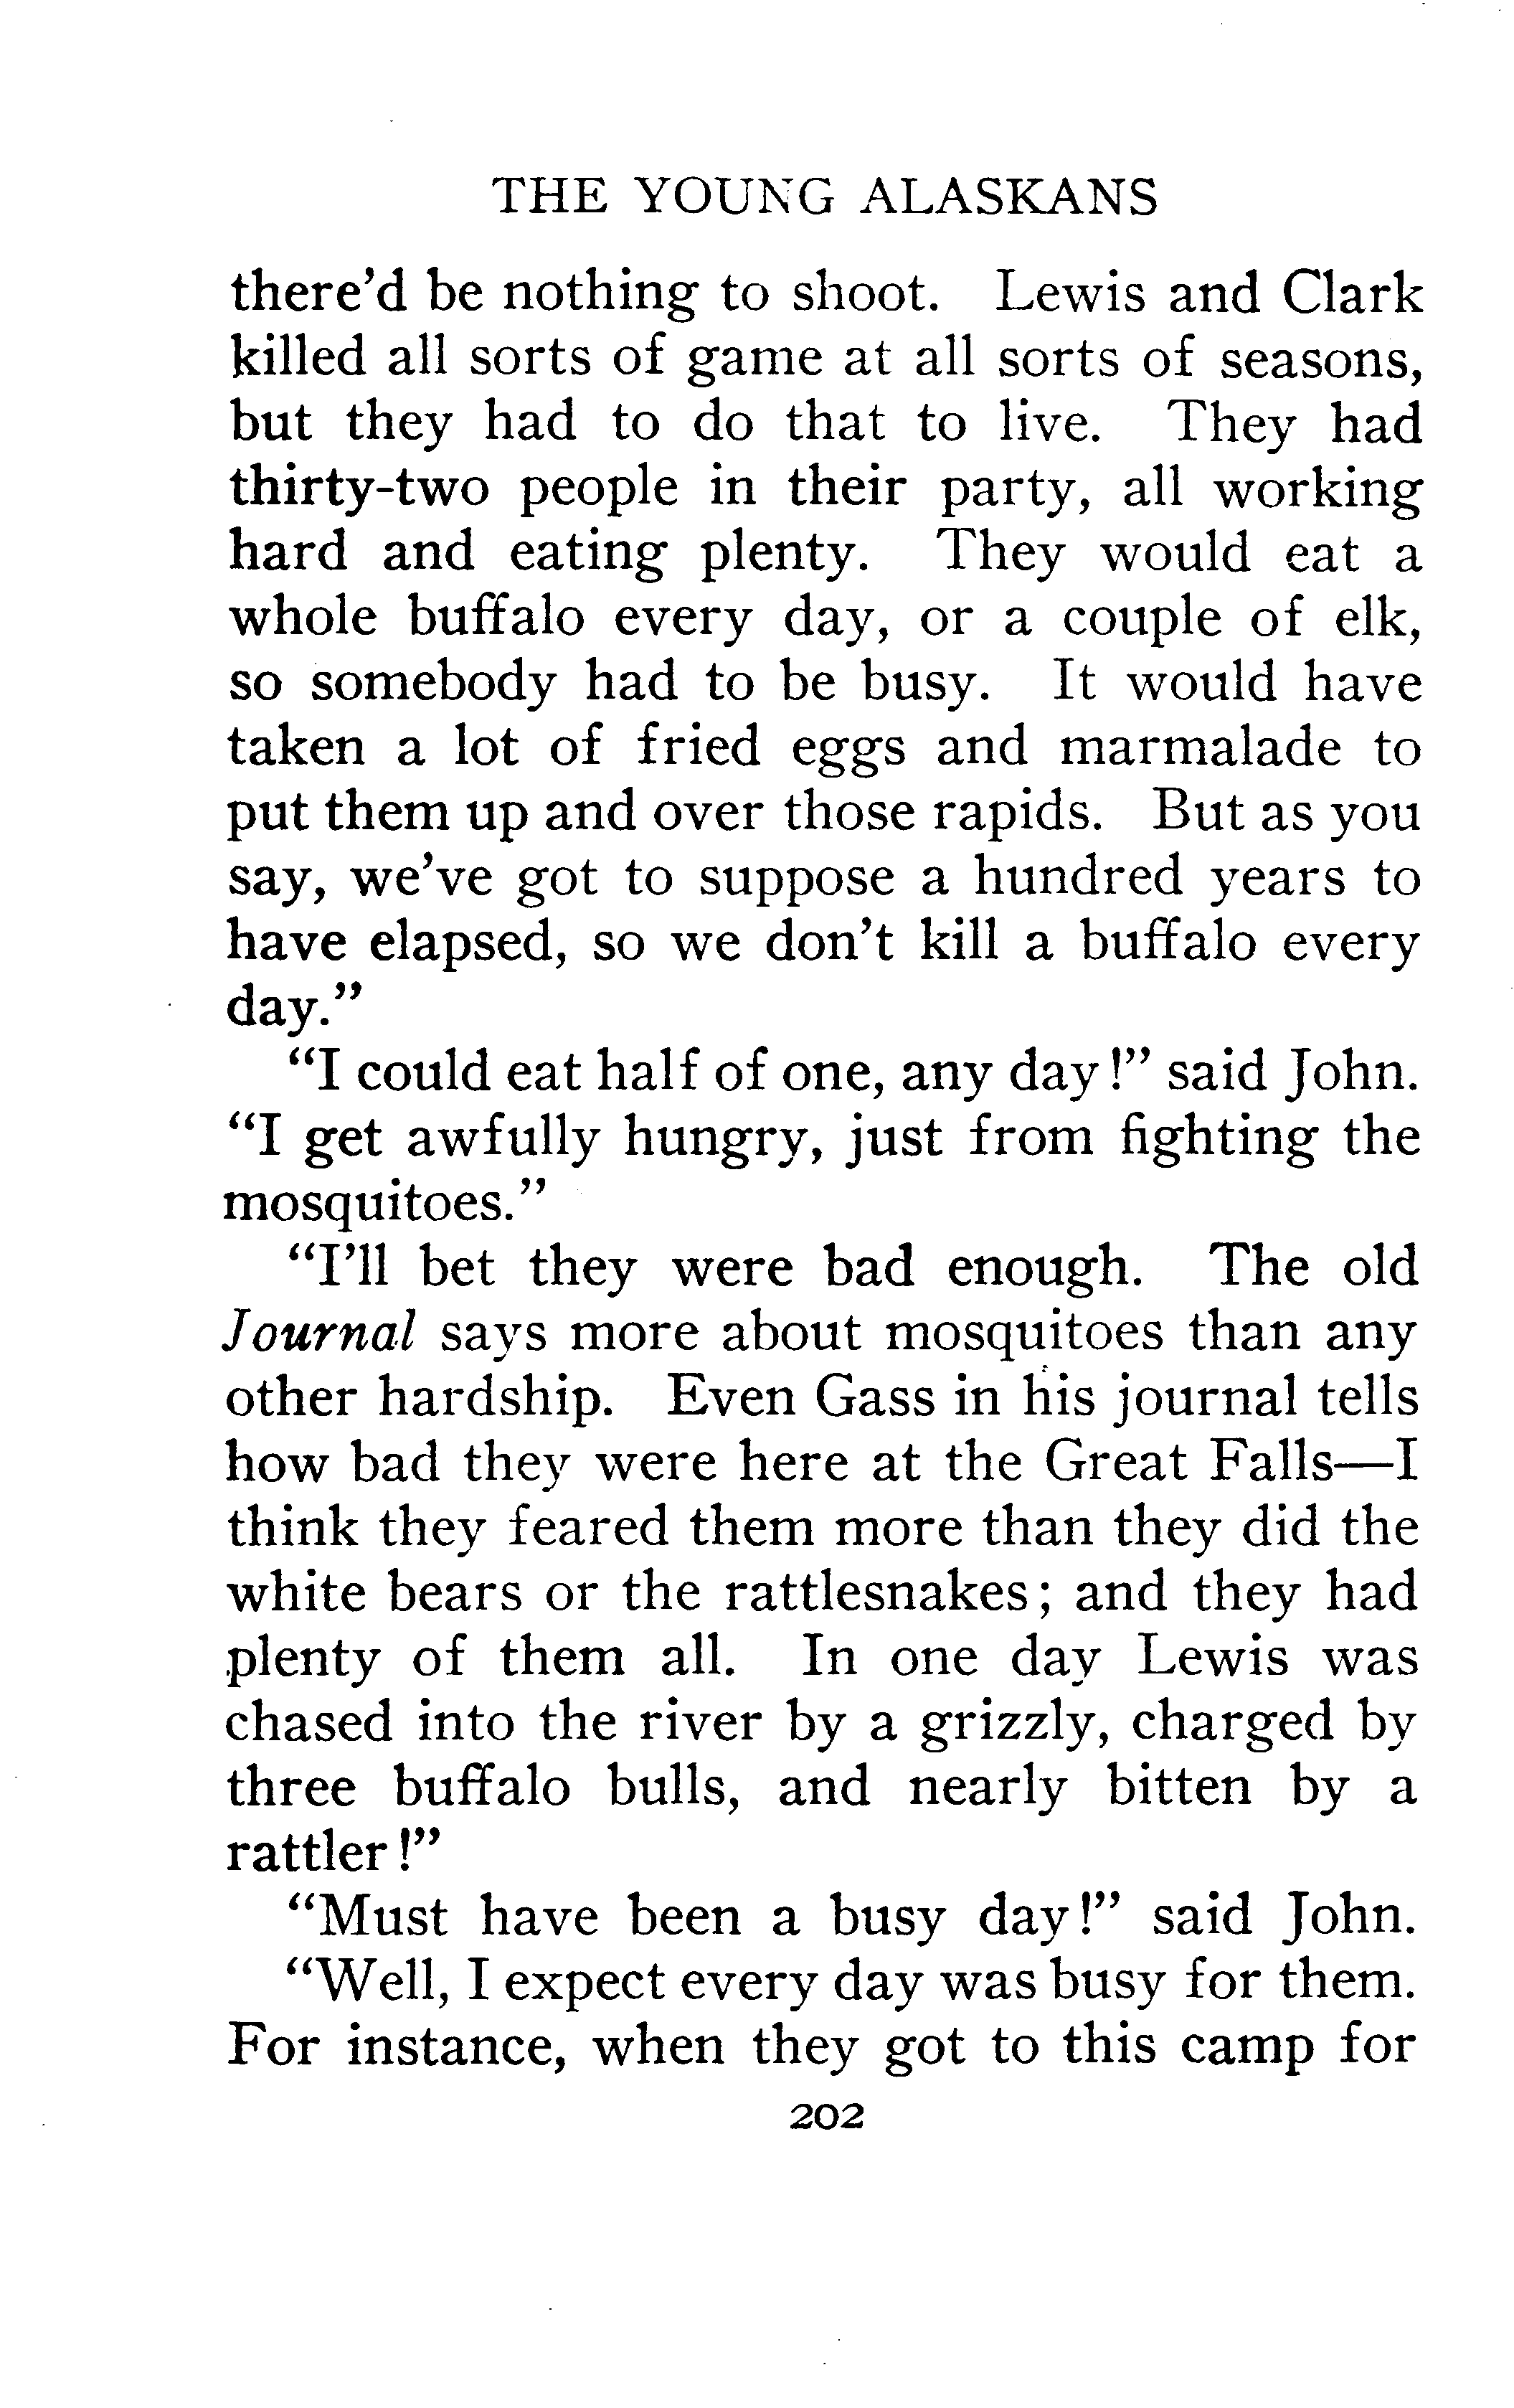 THE YOUNG ALASKANS
there'd be nothing to shoot. Lewis and Clark
killed all sorts of game at all sorts of seasons,
but they had to do that to live. They had
thirty-two people in their party, all working
hard and eating plenty. They would eat a
whole buffalo every day, or a couple of elk,
so somebody had to be busy. It would have
taken a lot of fried eggs and marmalade to
put them up and over those rapids. But as you
say, we've got to suppose a hundred years to
have elapsed, so we don't kill a buffalo every
day."
"I could eat half of one, any day!" said John.
"I get awfully hungry, just from fighting the
mosquitoes."
"I'll bet they were bad enough. The old
Journal says more about mosquitoes than any
other hardship. Even Gass in his journal tells
how bad they were here at the Great Falls—I
think they feared them more than they did the
white bears or the rattlesnakes; and they had
plenty of them all. In one day Lewis was
chased into the river by a grizzly, charged by
three buffalo bulls, and nearly bitten by a
rattler!"
"Must have been a busy day!" said John.
"Well, I expect every day was busy for them.
For instance, when they got to this camp for
202